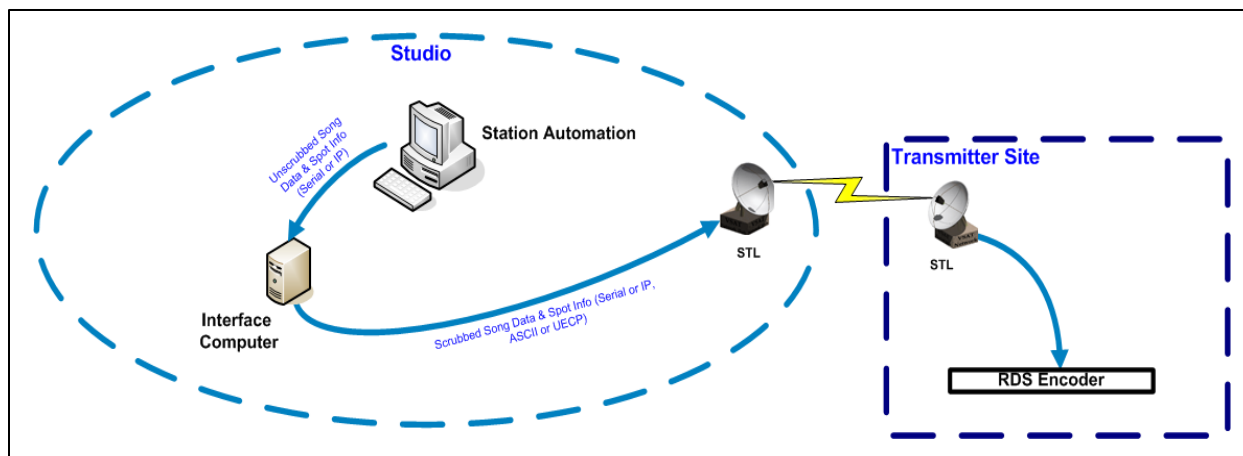 Studio
Station Automation
Unscrubbed Song
Data & Spot Info
(Serial or IP)
Interface
Computer
Scrubbed Song Data & Spot Info (Serial or IP,
ASCII or UECP)
STL
Transmitter Site
STL
RDS Encoder